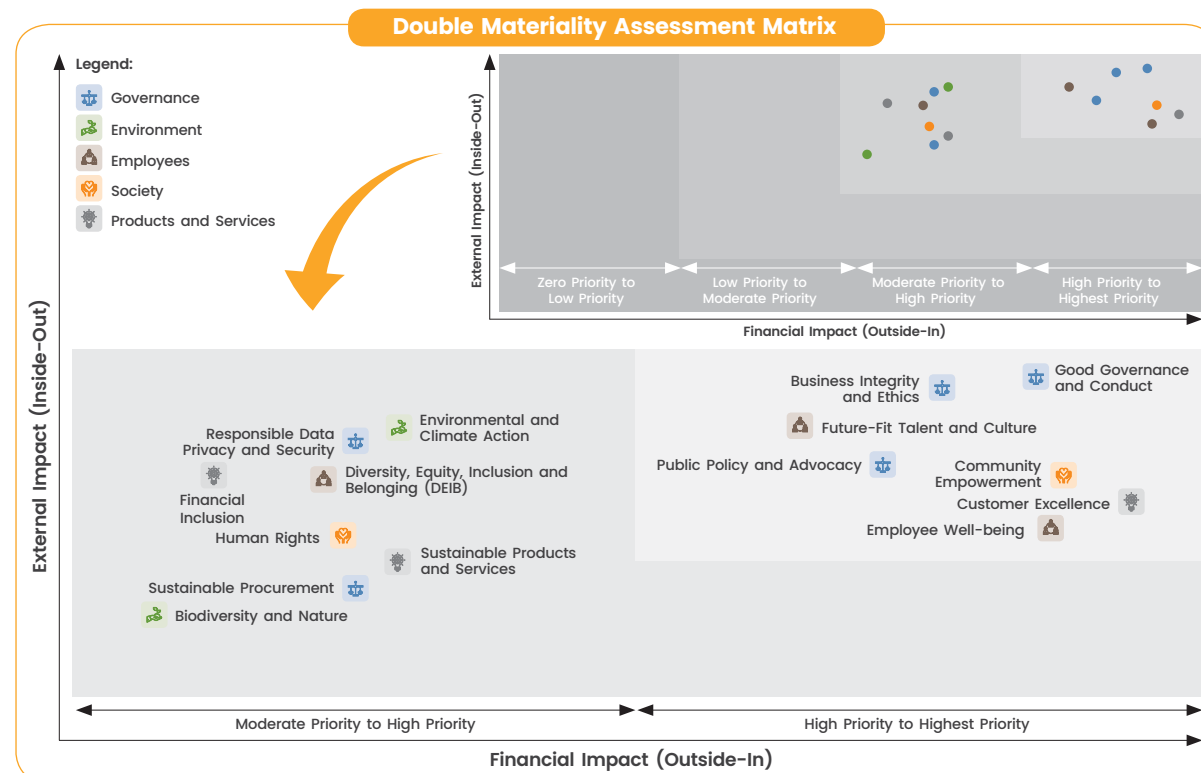 Double Materiality Assessment Matrix
Legend:
Governance
Environment
Employees
Society
Products and Services
External Impact (Inside-Out)
Zero Priority to
Low Priority
Low Priority to
Moderate Priority
Moderate Priority to
High Priority
High Priority to
Highest Priority
Financial Impact (Outside-In)
External Impact (Inside-Out)
Responsible Data
Privacy and Security
Environmental and
Climate Action
Financial
Inclusion
Diversity, Equity, Inclusion and
Belonging (DEIB)
Human Rights
Sustainable Products
and Services
Sustainable Procurement
Biodiversity and Nature
Business Integrity
and Ethics
Good Governance
and Conduct
Future-Fit Talent and Culture
Public Policy and Advocacy
Community
Empowerment
Customer Excellence
Employee Well-being
Moderate Priority to High Priority
High Priority to Highest Priority
Financial Impact (Outside-In)